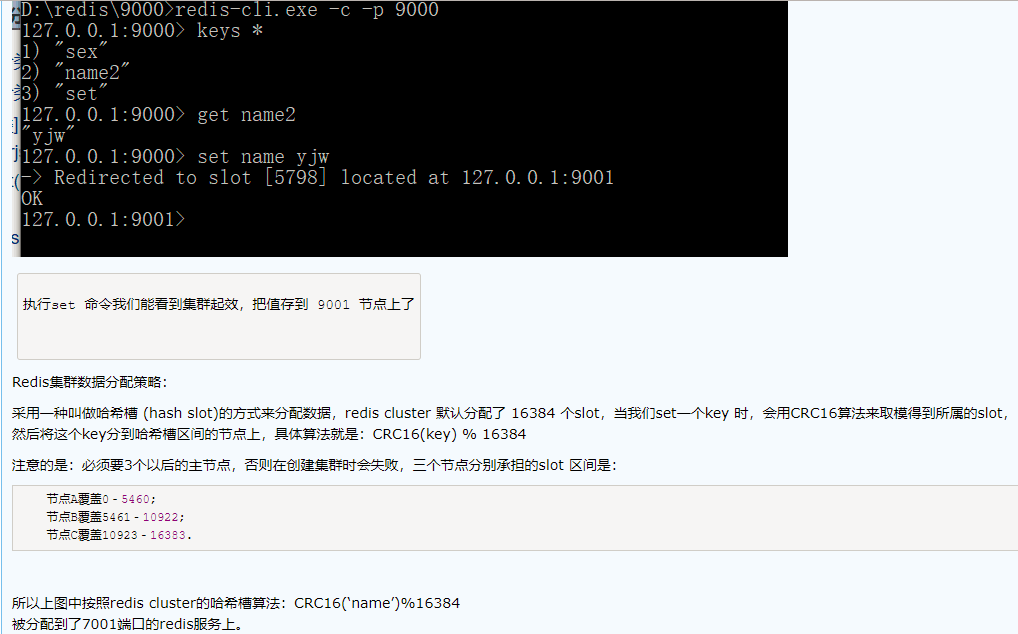 D:\redis\9000>redis-cli.exe -c -p 9000
127.0.0.1:9000> keys *
1) "sex"
2) "name2"
3) "set"
127.0.0.1:9000> get name2
"yjw"
127.0.0.1:9000> set name yjw
-> Redirected to slot [5798] located at 127.0.0.1:9001
OK
127.0.0.1:9001>
执行set 命令我们能看到集群起效，把值存到 9001 节点上了
Redis集群数据分配策略：
采用一种叫做哈希槽 (hash slot)的方式来分配数据，redis cluster 默认分配了 16384 个slot，当我们set一个key 时，会用CRC16算法来取模得到所属的slot，
然后将这个key分到哈希槽区间的节点上，具体算法就是：CRC16(key) % 16384
注意的是：必须要3个以后的主节点，否则在创建集群时会失败，三个节点分别承担的slot 区间是：
节点A覆盖0－5460;
节点B覆盖5461－10922;
节点C覆盖10923－16383.
所以上图中按照redis cluster的哈希槽算法：CRC16(‘name’)%16384
被分配到了7001端口的redis服务上。